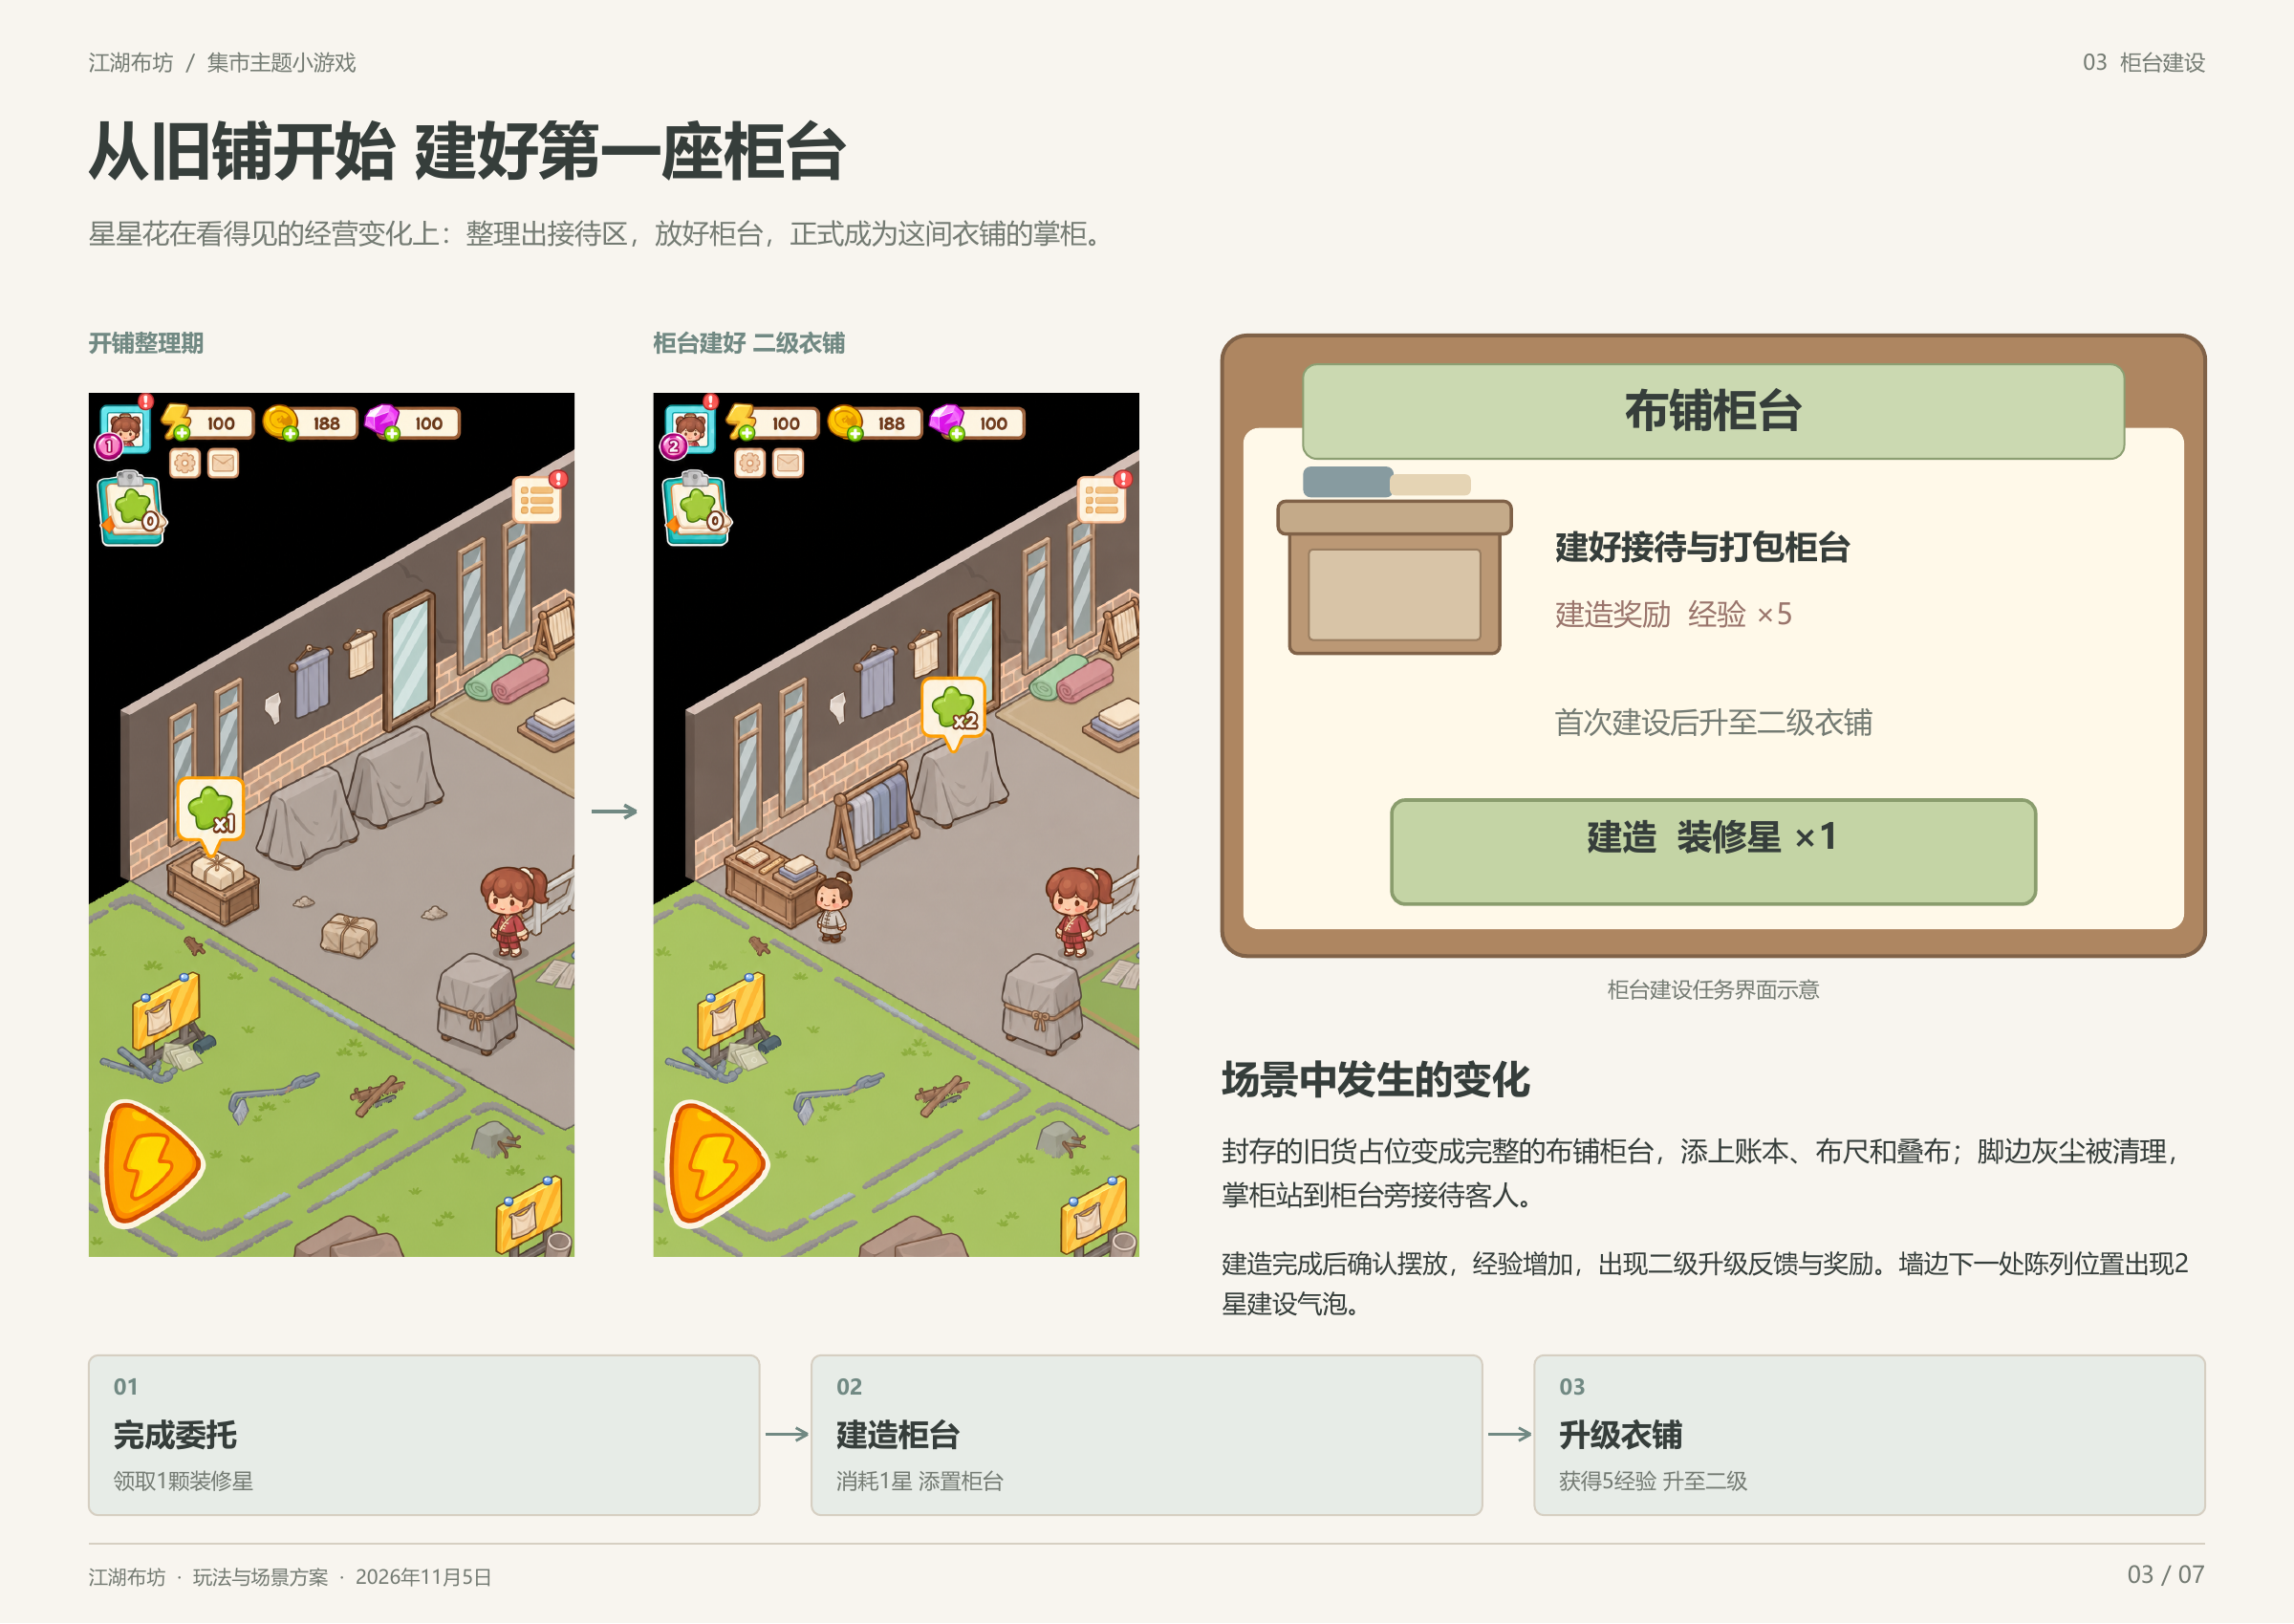 江湖布坊 / 集市主题小游戏
03 柜台建设
从旧铺开始 建好第一座柜台
星星花在看得见的经营变化上：整理出接待区，放好柜台，正式成为这间衣铺的掌柜。
开铺整理期
柜台建好 二级衣铺
100
188
100
1
0
x1
100
188
100
2
0
x2
布铺柜台
建好接待与打包柜台
建造奖励 经验 ×5
首次建设后升至二级衣铺
建造 装修星 ×1
柜台建设任务界面示意
场景中发生的变化
封存的旧货占位变成完整的布铺柜台，添上账本、布尺和叠布；脚边灰尘被清理，
掌柜站到柜台旁接待客人。
建造完成后确认摆放，经验增加，出现二级升级反馈与奖励。墙边下一处陈列位置出现2
星建设气泡。
01
完成委托
领取1颗装修星
02
建造柜台
消耗1星 添置柜台
03
升级衣铺
获得5经验 升至二级
江湖布坊 · 玩法与场景方案 · 2026年11月5日
03 / 07